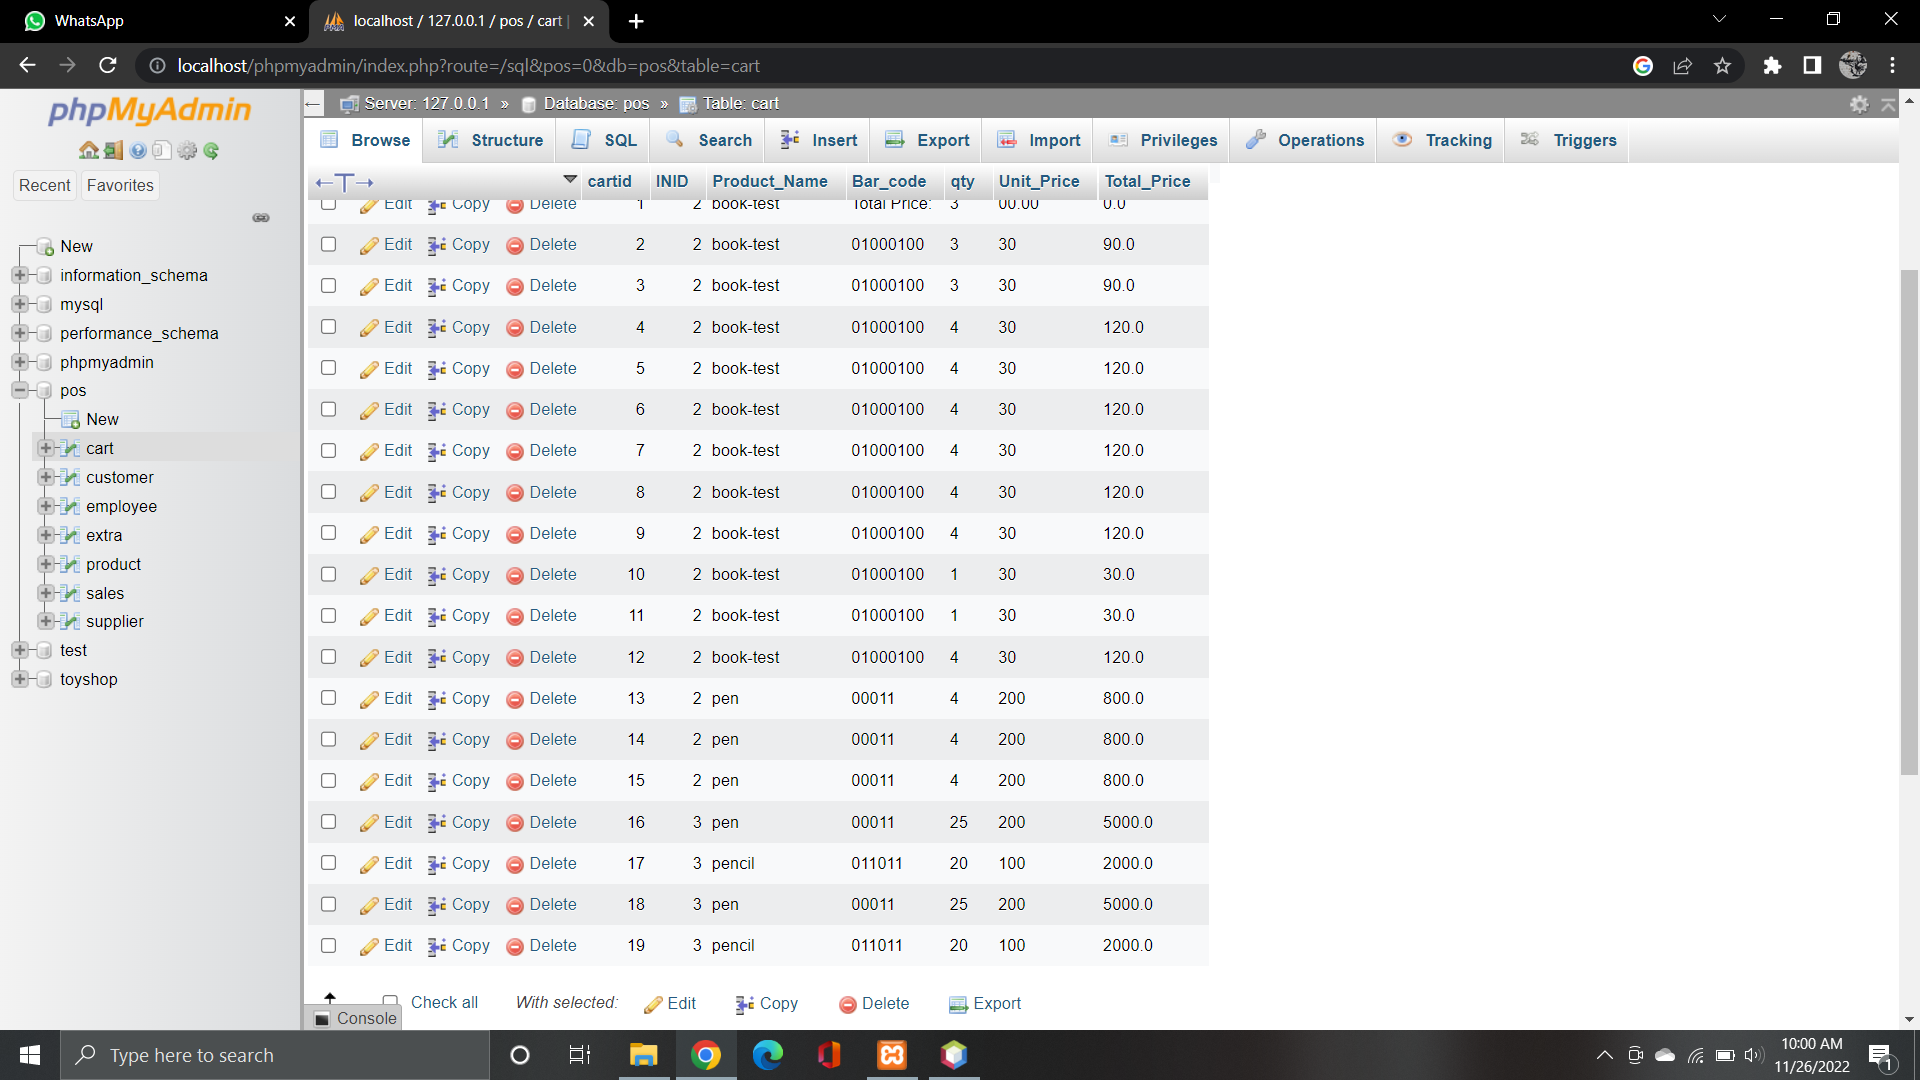 WhatsApp
localhost / 127.0.0.1 / pos / cart |
localhost/phpmyadmin/index.php?route=/sql&pos=0&db=pos&table=cart
phpMyAdmin
Recent Favorites
New
information_schema
mysql
performance_schema
phpmyadmin
pos
New
cart
customer
employee
extra
product
sales
supplier
test
toyshop
Server: 127.0.0.1 » Database: pos » Table: cart
Browse Structure SQL Search Insert Export Import Privileges Operations Tracking Triggers
←T→ cartid INID Product_Name Bar_code qty Unit_Price Total_Price
Edit Copy Delete 1 2 book-test Total Price: 3 00.00 0.0
Edit Copy Delete 2 2 book-test 01000100 3 30 90.0
Edit Copy Delete 3 2 book-test 01000100 3 30 90.0
Edit Copy Delete 4 2 book-test 01000100 4 30 120.0
Edit Copy Delete 5 2 book-test 01000100 4 30 120.0
Edit Copy Delete 6 2 book-test 01000100 4 30 120.0
Edit Copy Delete 7 2 book-test 01000100 4 30 120.0
Edit Copy Delete 8 2 book-test 01000100 4 30 120.0
Edit Copy Delete 9 2 book-test 01000100 4 30 120.0
Edit Copy Delete 10 2 book-test 01000100 1 30 30.0
Edit Copy Delete 11 2 book-test 01000100 1 30 30.0
Edit Copy Delete 12 2 book-test 01000100 4 30 120.0
Edit Copy Delete 13 2 pen 00011 4 200 800.0
Edit Copy Delete 14 2 pen 00011 4 200 800.0
Edit Copy Delete 15 2 pen 00011 4 200 800.0
Edit Copy Delete 16 3 pen 00011 25 200 5000.0
Edit Copy Delete 17 3 pencil 011011 20 100 2000.0
Edit Copy Delete 18 3 pen 00011 25 200 5000.0
Edit Copy Delete 19 3 pencil 011011 20 100 2000.0
Check all With selected: Edit Copy Delete Export
Console
Type here to search
10:00 AM
11/26/2022
1